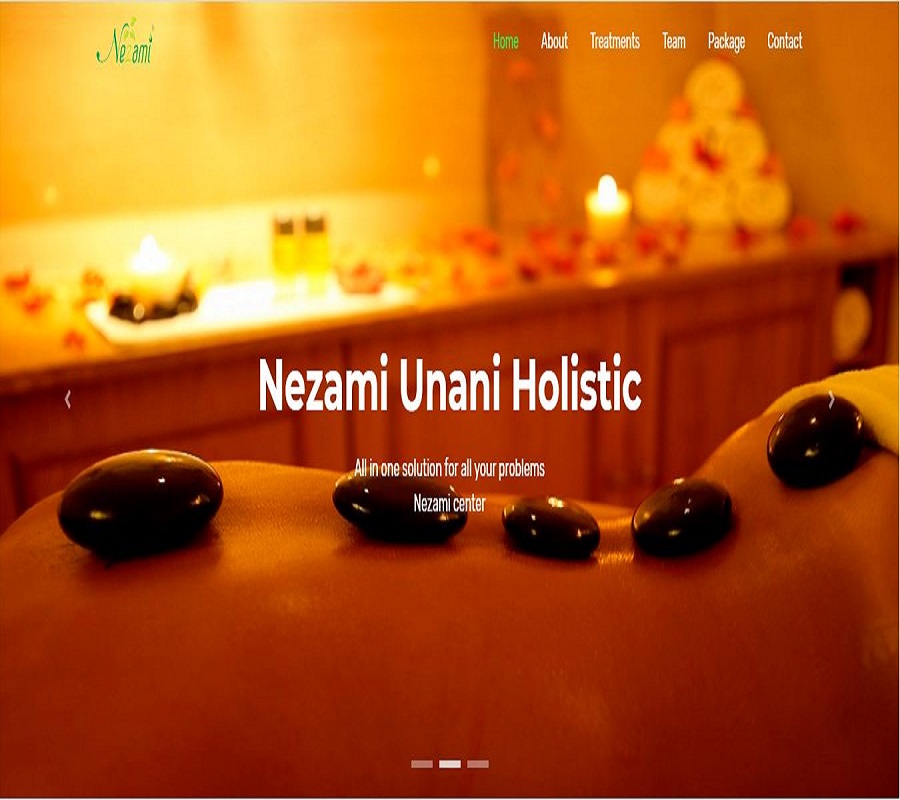 Nezami
Home About Treatments Team Package Contact
Nezami Unani Holistic
All in one solution for all your problems
Nezami center